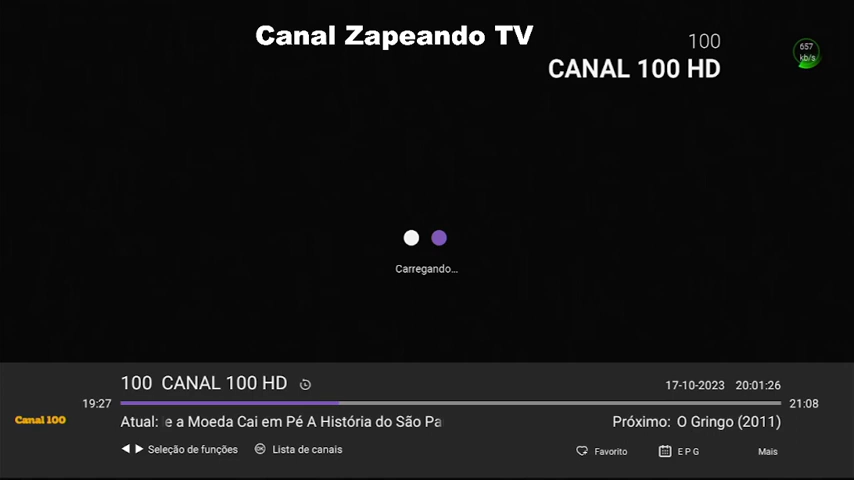 Canal Zapeando TV
100
CANAL 100 HD
657
kb/s
Carregando...
100 CANAL 100 HD
17-10-2023 20:01:26
19:27
21:08
Canal 100
Atual: e a Moeda Cai em Pé A História do São Pa
Próximo: O Gringo (2011)
Seleção de funções
OK
Lista de canais
Favorito
EPG
Mais